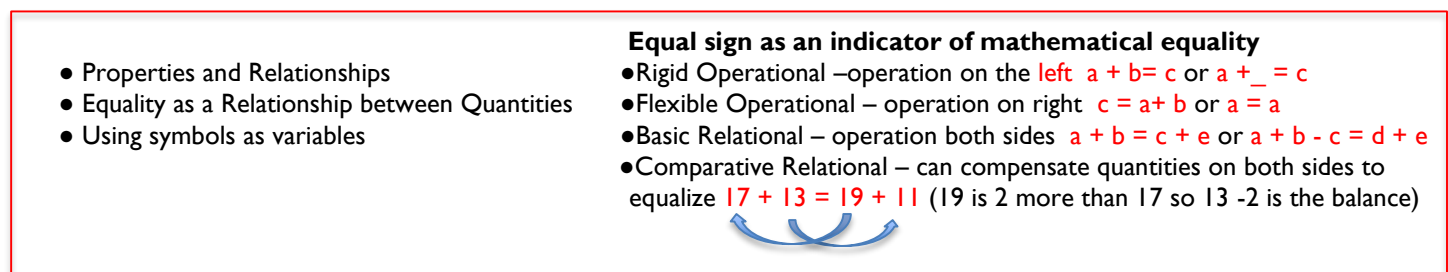 ● Properties and Relationships
● Equality as a Relationship between Quantities
● Using symbols as variables
Equal sign as an indicator of mathematical equality
●Rigid Operational –operation on the left a + b= c or a +_ = c
●Flexible Operational – operation on right c = a+ b or a = a
●Basic Relational – operation both sides a + b = c + e or a + b - c = d + e
●Comparative Relational – can compensate quantities on both sides to
equalize 17 + 13 = 19 + 11 (19 is 2 more than 17 so 13 -2 is the balance)